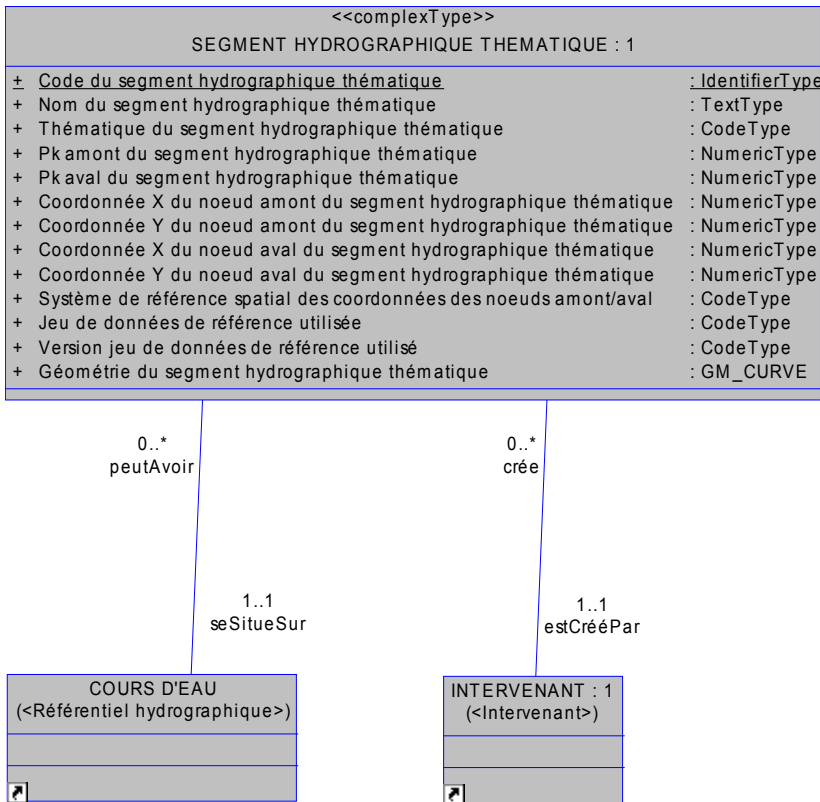 <<complexType>>
SEGMENT HYDROGRAPHIQUE THEMATIQUE : 1
+ Code du segment hydrographique thématique : IdentifierType
+ Nom du segment hydrographique thématique : TextType
+ Thématique du segment hydrographique thématique : CodeType
+ Pk amont du segment hydrographique thématique : NumericType
+ Pk aval du segment hydrographique thématique : NumericType
+ Coordonnée X du noeud amont du segment hydrographique thématique : NumericType
+ Coordonnée Y du noeud amont du segment hydrographique thématique : NumericType
+ Coordonnée X du noeud aval du segment hydrographique thématique : NumericType
+ Coordonnée Y du noeud aval du segment hydrographique thématique : NumericType
+ Système de référence spatial des coordonnées des noeuds amont/aval : CodeType
+ Jeu de données de référence utilisée : CodeType
+ Version jeu de données de référence utilisé : CodeType
+ Géométrie du segment hydrographique thématique : GM_CURVE
0..*
peutAvoir
0..*
crée
1..1
seSitueSur
1..1
estCrééPar
COURS D'EAU
(<Référentiel hydrographique>)
INTERVENANT : 1
(<Intervenant>)